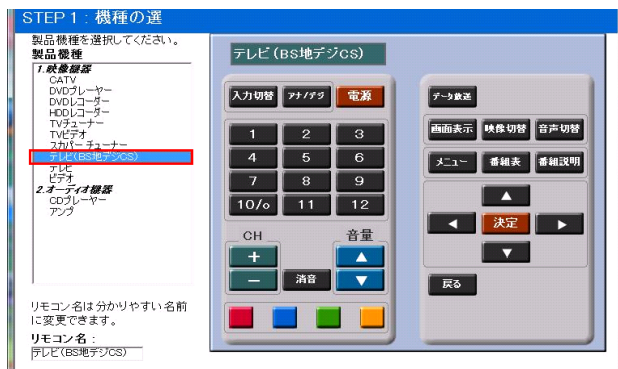 STEP 1 : 機種の選
製品機種を選択してください。
製品機種
1.映像機器
CATV
DVDプレーヤー
DVDレコーダー
HDDレコーダー
TVチューナー
TVビデオ
スカパーチューナー
テレビ(BS地デジCS)
テレビ
ビデオ
2.オーディオ機器
CDプレーヤー
アンプ
リモコン名は分かりやすい名前
に変更できます。
リモコン名:
テレビ(BS地デジCS)
テレビ(BS地デジCS)
入力切替 アナ/デジ 電源
1 2 3
4 5 6
7 8 9
10/0 11 12
CH 音量
+ ▲
− 消音 ▼
データ放送
画面表示 映像切替 音声切替
メニュー 番組表 番組説明
▲
◀ 決定 ▶
▼
戻る